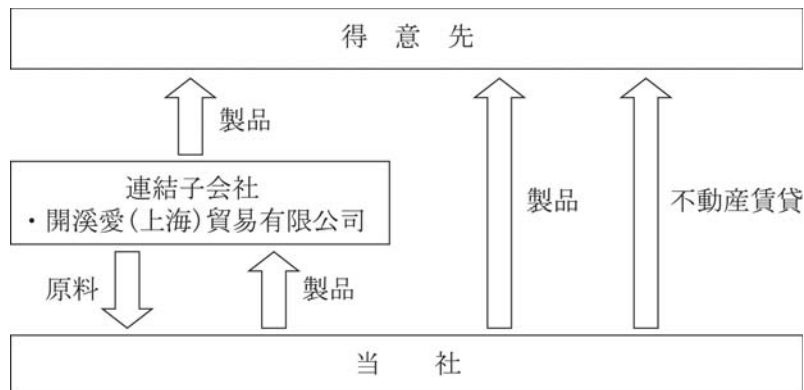 得 意 先
製品
連結子会社
・開溪愛(上海)貿易有限公司
製品
不動産賃貸
原料
製品
当 社